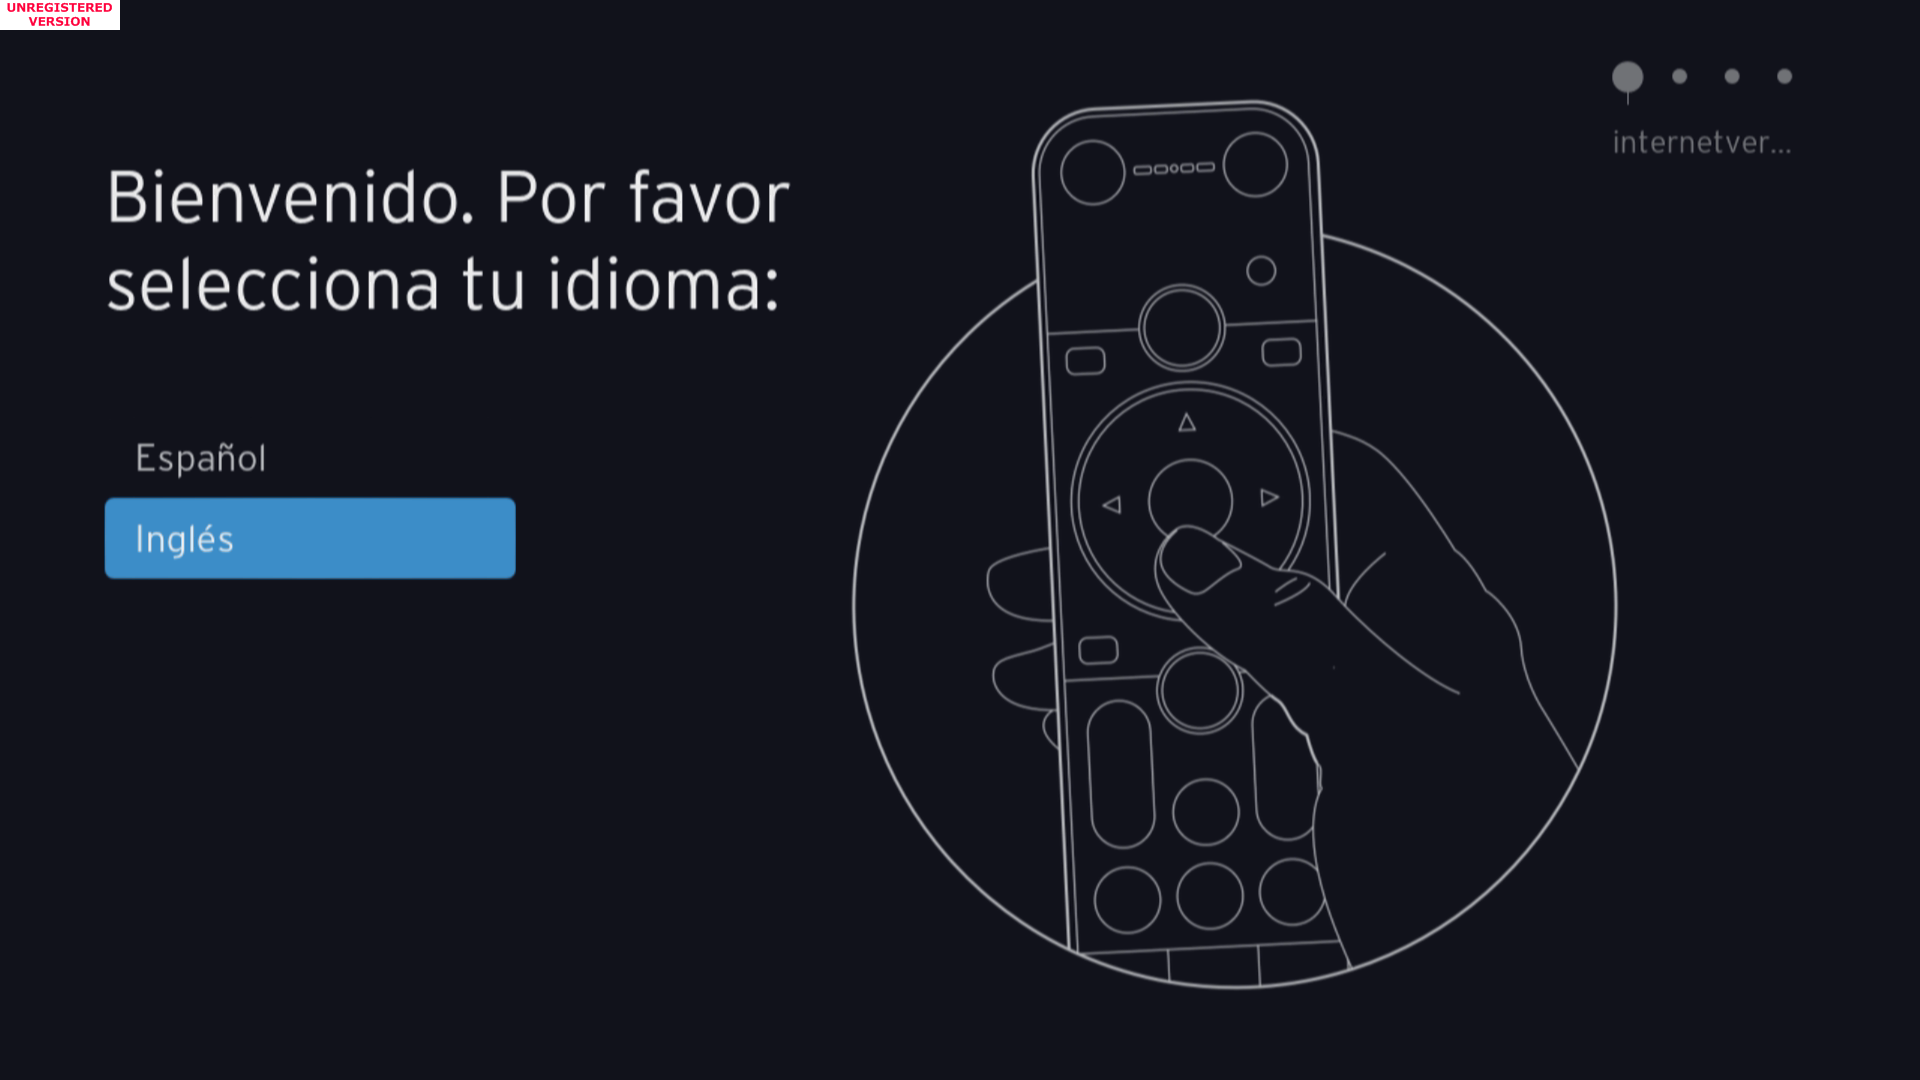 UNREGISTERED
VERSION
internetver...
Bienvenido. Por favor
selecciona tu idioma:
Español
Inglés